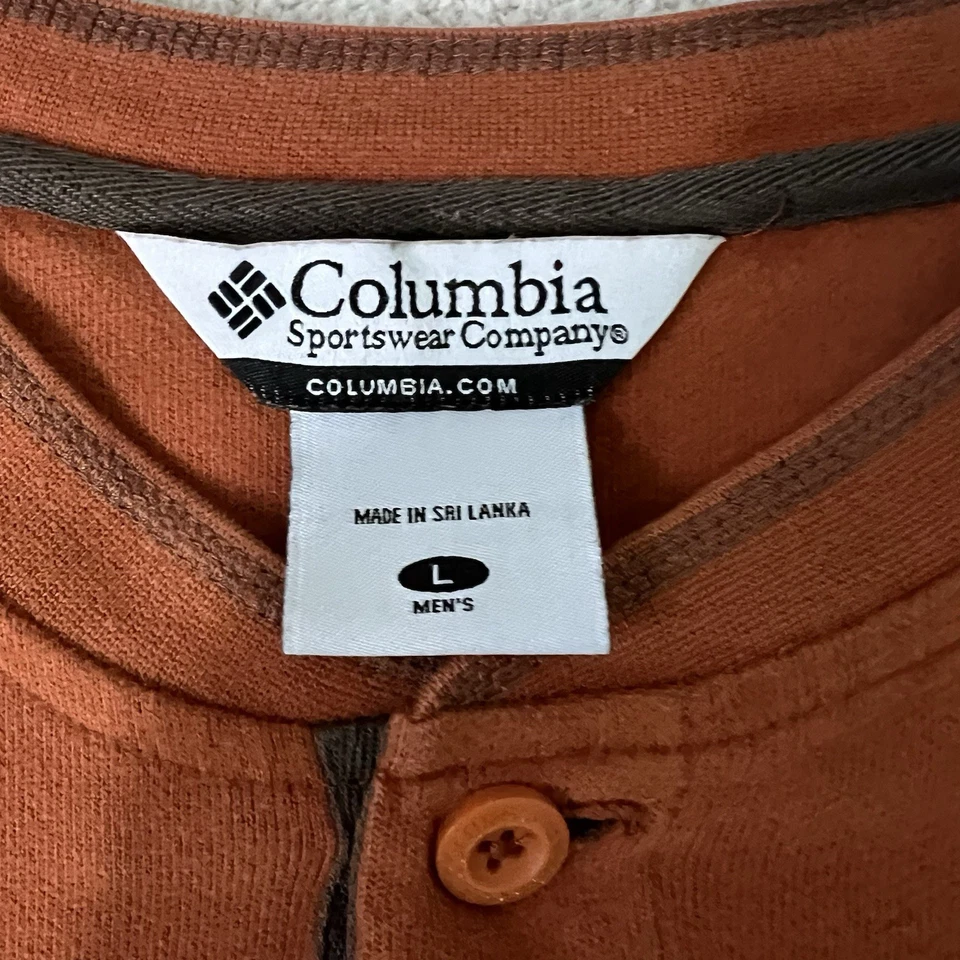 Columbia
Sportswear Company®
COLUMBIA.COM
MADE IN SRI LANKA
L
MEN'S